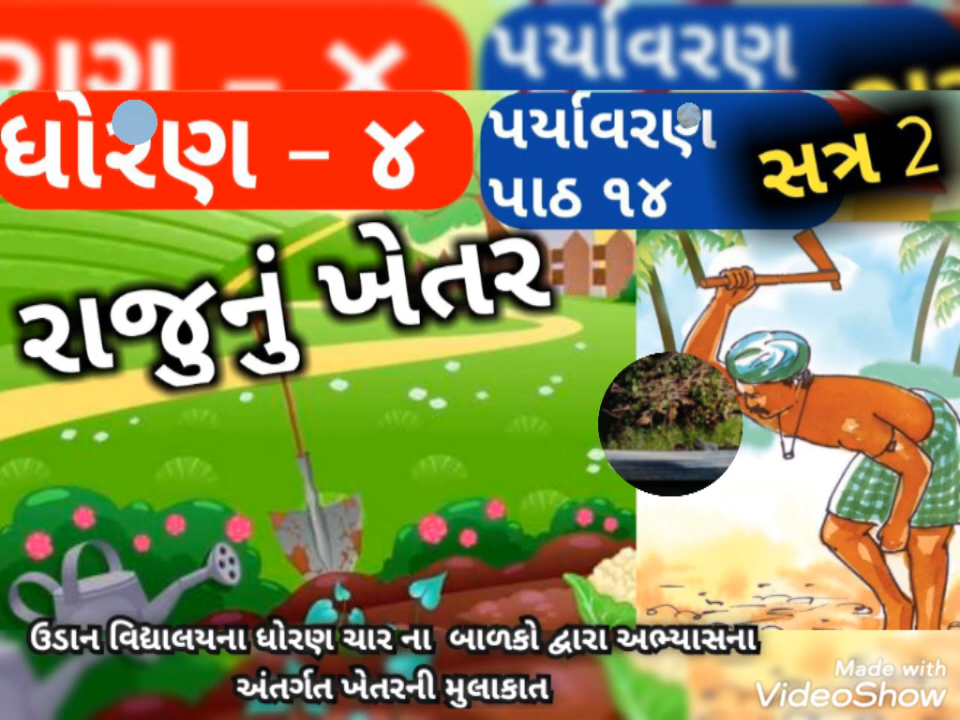 ધોરણ – ૪
પર્યાવરણ
પાઠ ૧૪
સત્ર 2
રાજુનું ખેતર
ઉડાન વિદ્યાલયના ધોરણ ચાર ના બાળકો દ્વારા અભ્યાસના
અંતર્ગત ખેતરની મુલાકાત
Made with
VideoShow